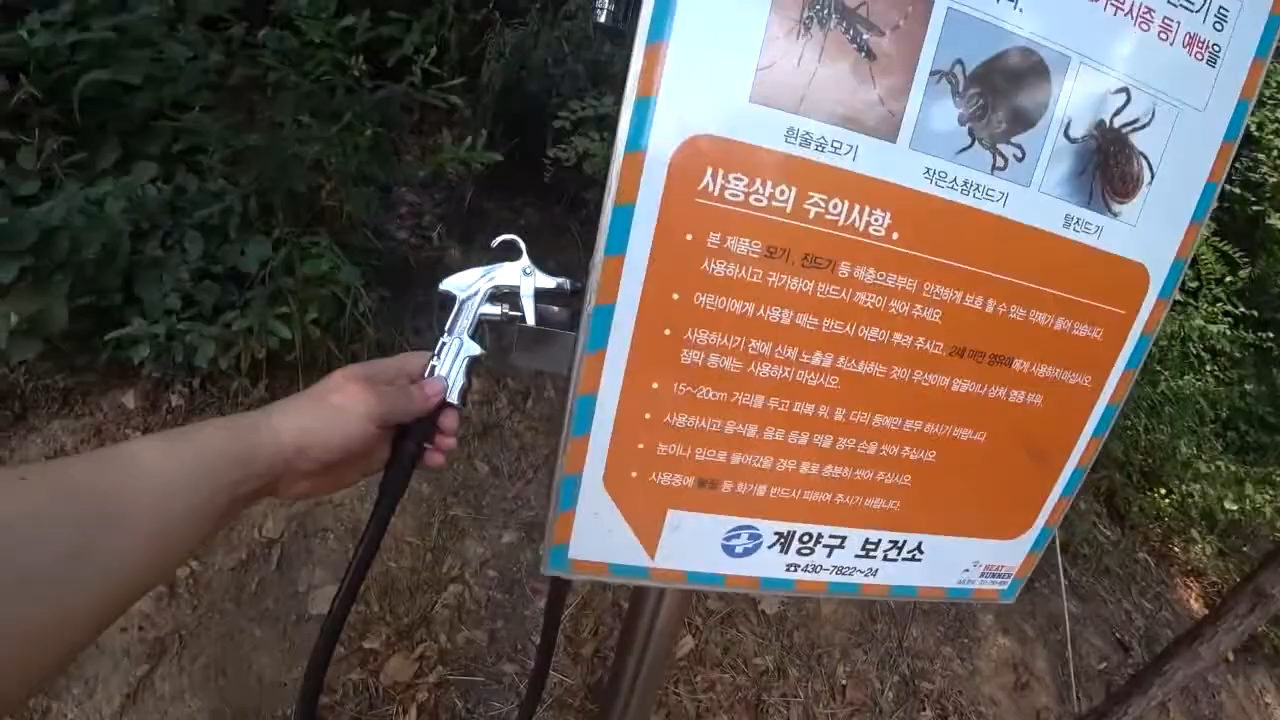 진드기 등
예방을
흰줄숲모기
작은소참진드기
털진드기
사용상의 주의사항.
본 제품은 모기, 진드기 등 해충으로부터 안전하게 보호 할 수 있는 약제가 들어 있습니다.
사용하시고 귀가하여 반드시 깨끗이 씻어 주세요.
어린이에게 사용할 때는 반드시 어른이 뿌려 주시고, 2세 미만 영유아에게 사용하지 마십시오.
사용하시기 전에 신체 노출을 최소화하는 것이 우선이며 얼굴이나 상처, 염증 부위,
점막 등에는 사용하지 마십시오.
15~20cm 거리를 두고 피복 위, 팔, 다리 등에만 분무 하시기 바랍니다
사용하시고 음식물, 음료 등을 먹을 경우 손을 씻어 주십시오
눈이나 입으로 들어갔을 경우 물로 충분히 씻어 주십시오
사용중에 등 화기를 반드시 피하여 주시기 바랍니다.
계양구 보건소
☎430-7822~24
HEAT
RUNNER